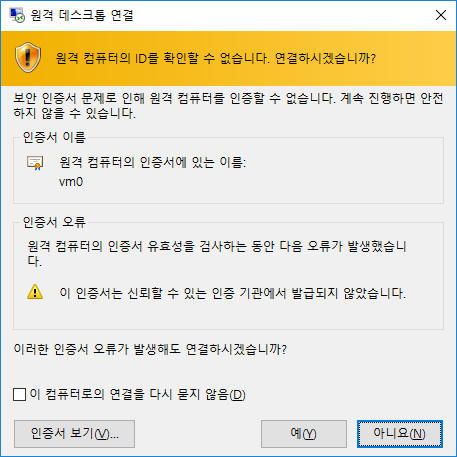 원격 데스크톱 연결
원격 컴퓨터의 ID를 확인할 수 없습니다. 연결하시겠습니까?
보안 인증서 문제로 인해 원격 컴퓨터를 인증할 수 없습니다. 계속 진행하면 안전
하지 않을 수 있습니다.
인증서 이름
원격 컴퓨터의 인증서에 있는 이름:
vm0
인증서 오류
원격 컴퓨터의 인증서 유효성을 검사하는 동안 다음 오류가 발생했습니
다.
이 인증서는 신뢰할 수 있는 인증 기관에서 발급되지 않았습니다.
이러한 인증서 오류가 발생해도 연결하시겠습니까?
이 컴퓨터로의 연결을 다시 묻지 않음(D)
인증서 보기(V)...
예(Y)
아니요(N)